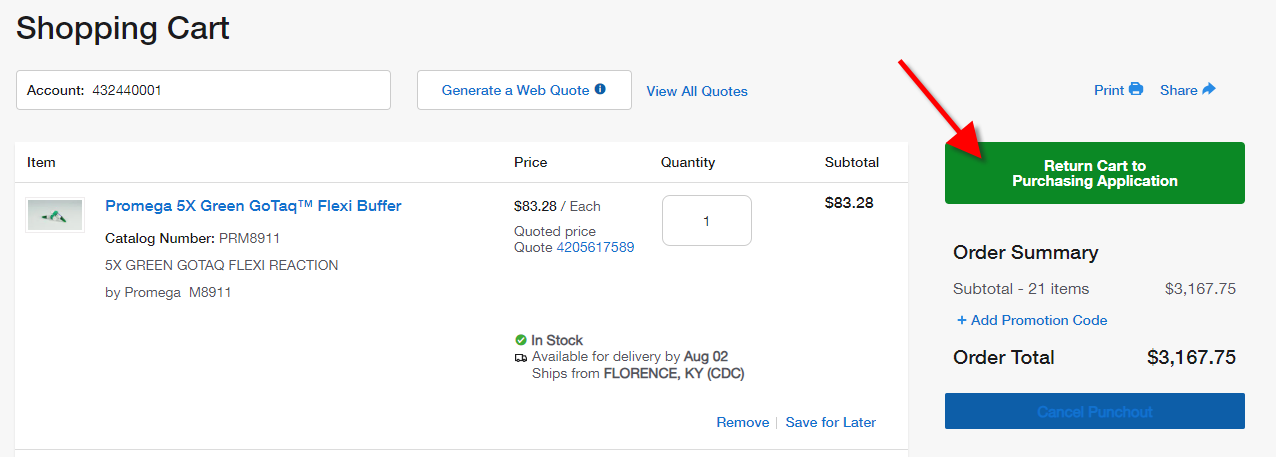 Shopping Cart
Account: 432440001
Generate a Web Quote
View All Quotes
Print
Share
Item
Price
Quantity
Subtotal
Promega 5X Green GoTaq™ Flexi Buffer
Catalog Number: PRM8911
5X GREEN GOTAQ FLEXI REACTION
by Promega M8911
$83.28 / Each
Quoted price
Quote 4205617589
1
$83.28
In Stock
Available for delivery by Aug 02
Ships from FLORENCE, KY (CDC)
Remove | Save for Later
Return Cart to
Purchasing Application
Order Summary
Subtotal - 21 items $3,167.75
+ Add Promotion Code
Order Total $3,167.75
Cancel Punchout